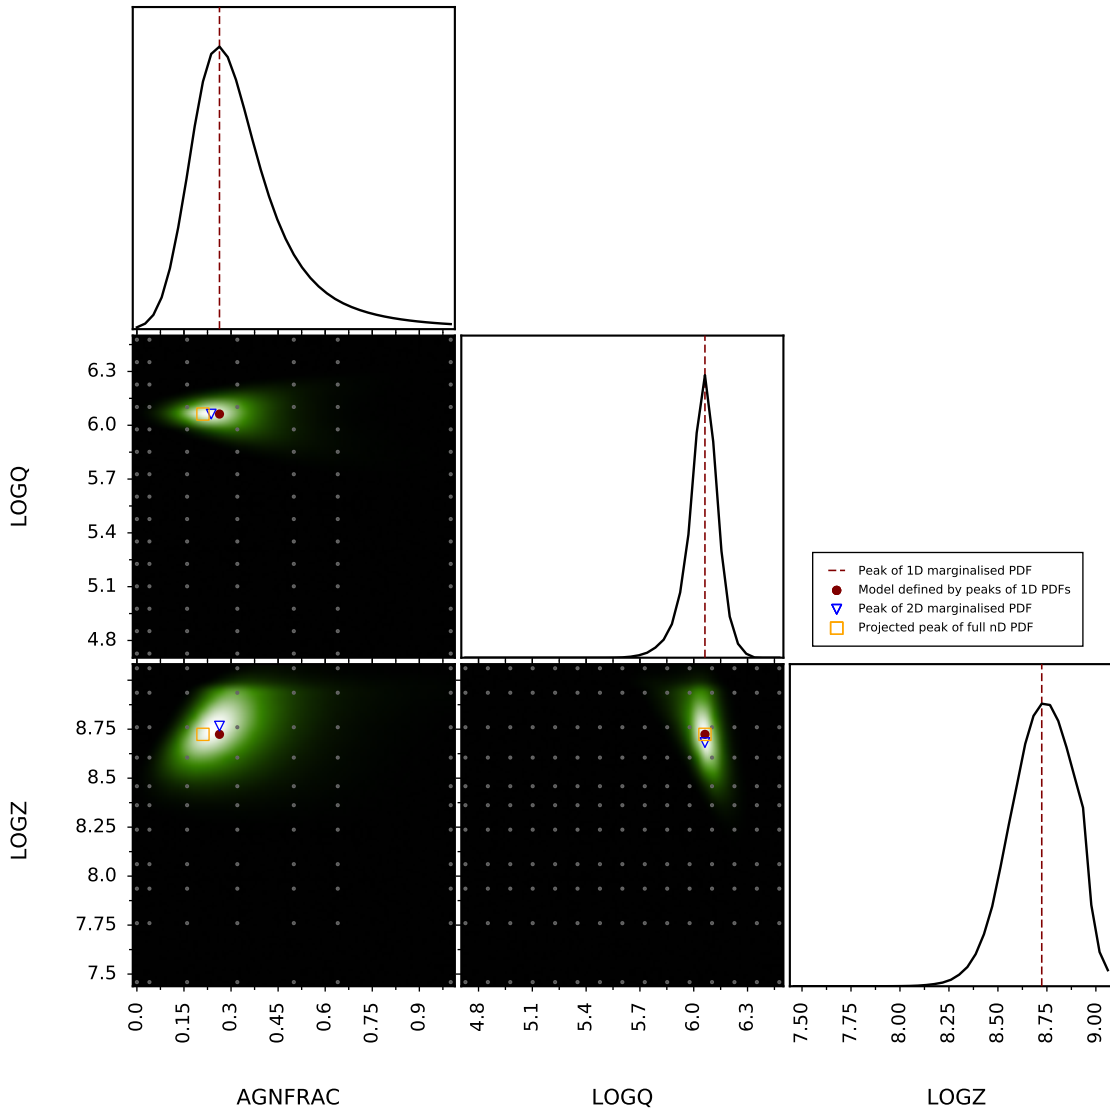 6.3
6.0
5.7
5.4
5.1
4.8
LOGQ
Peak of 1D marginalised PDF
Model defined by peaks of 1D PDFs
Peak of 2D marginalised PDF
Projected peak of full nD PDF
8.75
8.5
8.25
8.0
7.75
7.5
LOGZ
0.0 0.15 0.3 0.45 0.6 0.75 0.9
4.8 5.1 5.4 5.7 6.0 6.3
7.50 7.75 8.00 8.25 8.50 8.75 9.00
AGNFRAC LOGQ LOGZ